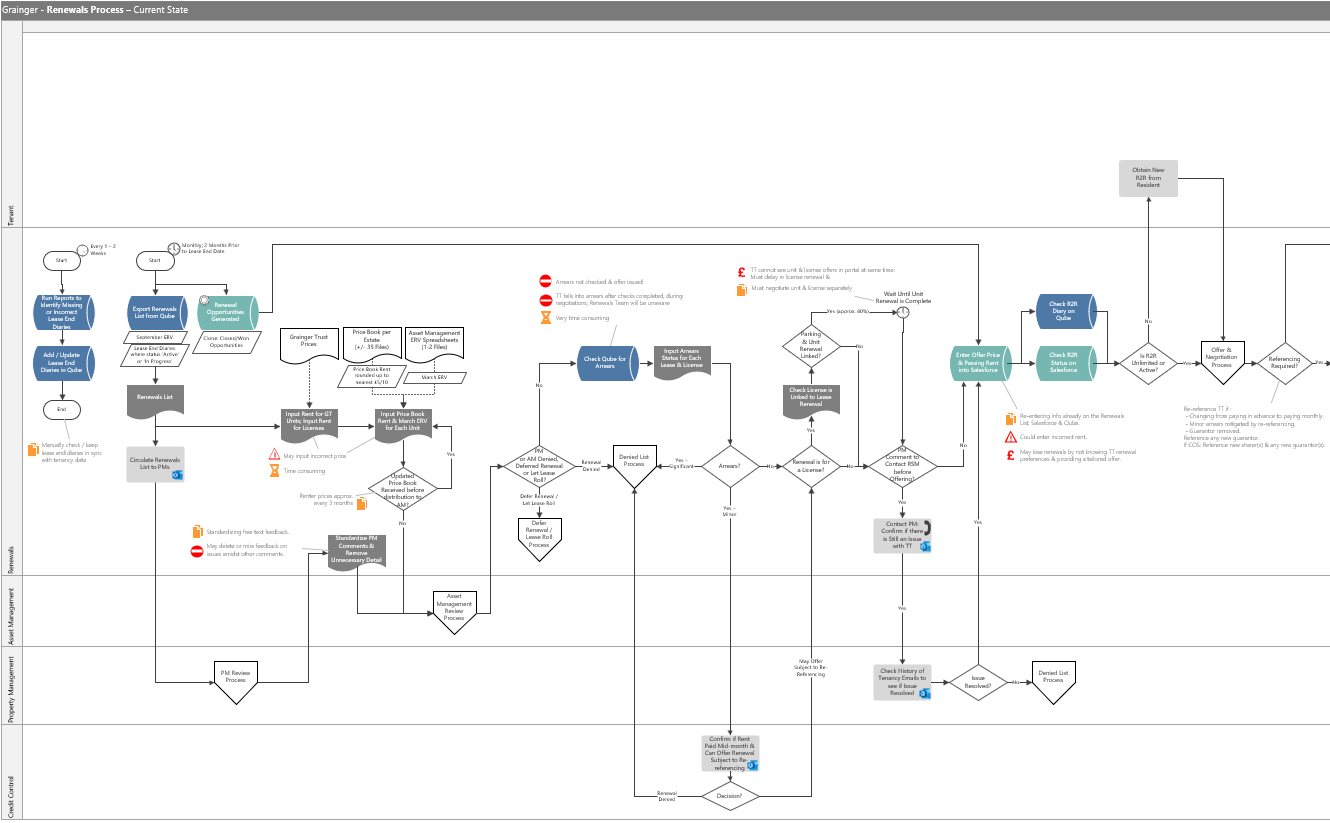 Grainger - Renewals Process – Current State
Tenant
Obtain New
R2R from
Resident
Renewals
Start
Every 1 – 2
Weeks
Run Reports to
Identify Missing
or Incorrect
Lease End
Diaries
Add / Update
Lease End
Diaries in Qube
End
Manually check / keep
lease end diaries in sync
with tenancy date
Start
Monthly; 2 Months Prior
to Lease End Date
Export Renewals
List from Qube
September ERV
Lease End Diaries
where status 'Active'
or 'In Progress'
Renewal
Opportunities
Generated
Clone: Closed/Won
Opportunities
Renewals List
Circulate Renewals
List to PMs
Grainger Trust
Prices
Price Book per
Estate
(+/- 35 Files)
Asset Management
ERV Spreadsheets
(1-2 Files)
Price Book Rent
rounded up to
nearest £5/10
March ERV
Input Rent for GT
Units; Input Rent
for Licenses
Input Price Book
Rent & March ERV
for Each Unit
May input incorrect price
Time consuming
Yes
Updated
Price Book
Received before
distribution to
AM?
Renter prices approx.
every 3 months
No
Standardizing free text feedback.
May delete or miss feedback on
issues amidst other comments.
Standardize PM
Comments &
Remove
Unnecessary Detail
Arrears not checked & offer issued!
TT falls into arrears after checks completed, during
negotiations; Renewals Team will be unaware
Very time consuming
Check Qube for
Arrears
Input Arrears
Status for Each
Lease & License
No
PM
or AM Denied,
Deferred Renewal
or Let Lease
Roll?
Renewal
Denied
Denied List
Process
Defer Renewal /
Let Lease Roll
Defer
Renewal /
Lease Roll
Process
Yes –
Significant
Arrears?
No
Yes –
Minor
TT cannot see unit & license offers in portal at same time:
Must delay in license renewal &
Must negotiate unit & license separately
Wait Until Unit
Renewal is Complete
Yes (approx. 80%)
Parking
& Unit
Renewal
Linked?
No
Check License is
Linked to Lease
Renewal
Yes
Renewal is for
a License?
No
PM
Comment to
Contact RSM
before
Offering?
No
Yes
Contact PM:
Confirm if there
is Still an Issue
with TT
Yes
Enter Offer Price
& Passing Rent
into Salesforce
Check R2R
Diary on
Qube
Check R2R
Status on
Salesforce
Re-entering info already on the Renewals
List, Salesforce & Qube.
Could enter incorrect rent.
May lose renewals by not knowing TT renewal
preferences & providing a tailored offer.
Yes
No
Is R2R
Unlimited or
Active?
Yes
Offer &
Negotiation
Process
Referencing
Required?
Yes
Re-reference TT if :
- Changing from paying in advance to paying monthly.
- Minor arrears mitigated by re-referencing.
- Guarantor removed.
Reference any new guarantor.
If COS: Reference new sharer(s) & any new guarantor(s).
Asset Management
Asset
Management
Review
Process
Property Management
PM Review
Process
May Offer
Subject to Re-
Referencing
Check History of
Tenancy Emails to
see if Issue
Resolved
Issue
Resolved?
No
Denied List
Process
Credit Control
Confirm if Rent
Paid Mid-month &
Can Offer Renewal
Subject to Re-
referencing
Renewal
Denied
Decision?